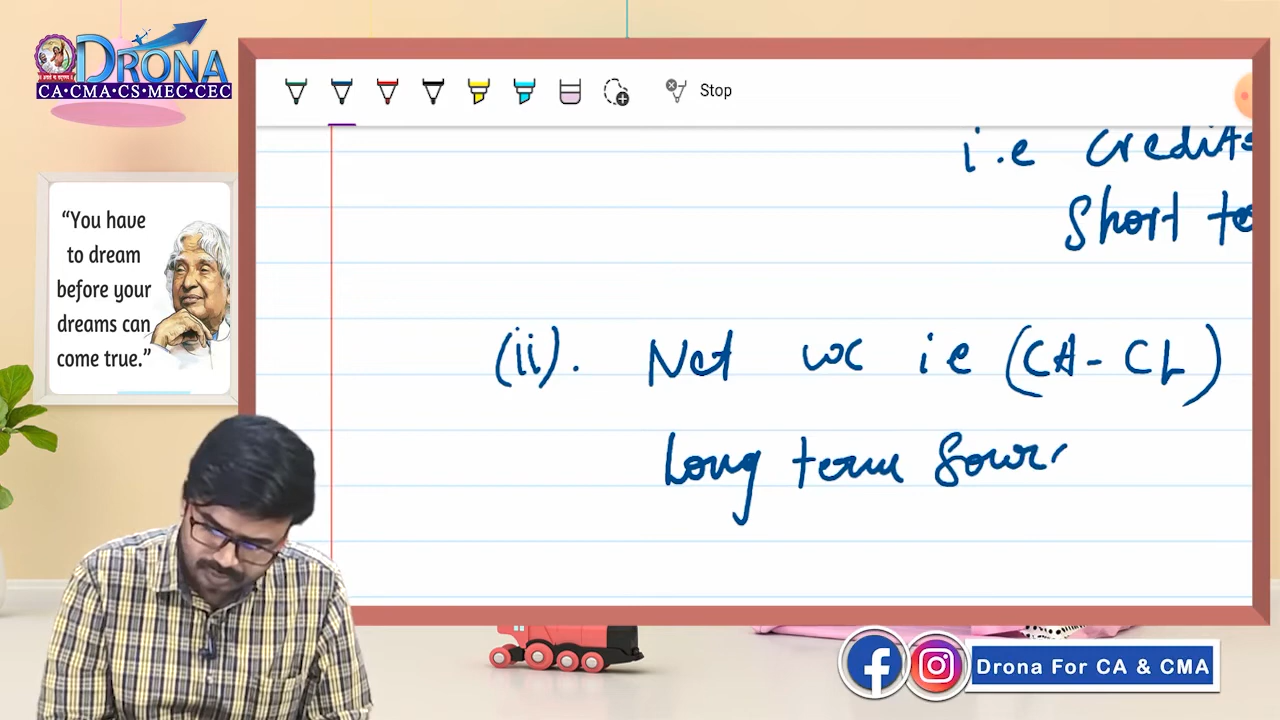 DRONA
CA•CMA•CS•MEC•CEC
“You have
to dream
before your
dreams can
come true.”
Stop
i.e credits
Short te
(ii). Net wc i e (CA - CL)
Long term Sour
Drona For CA & CMA